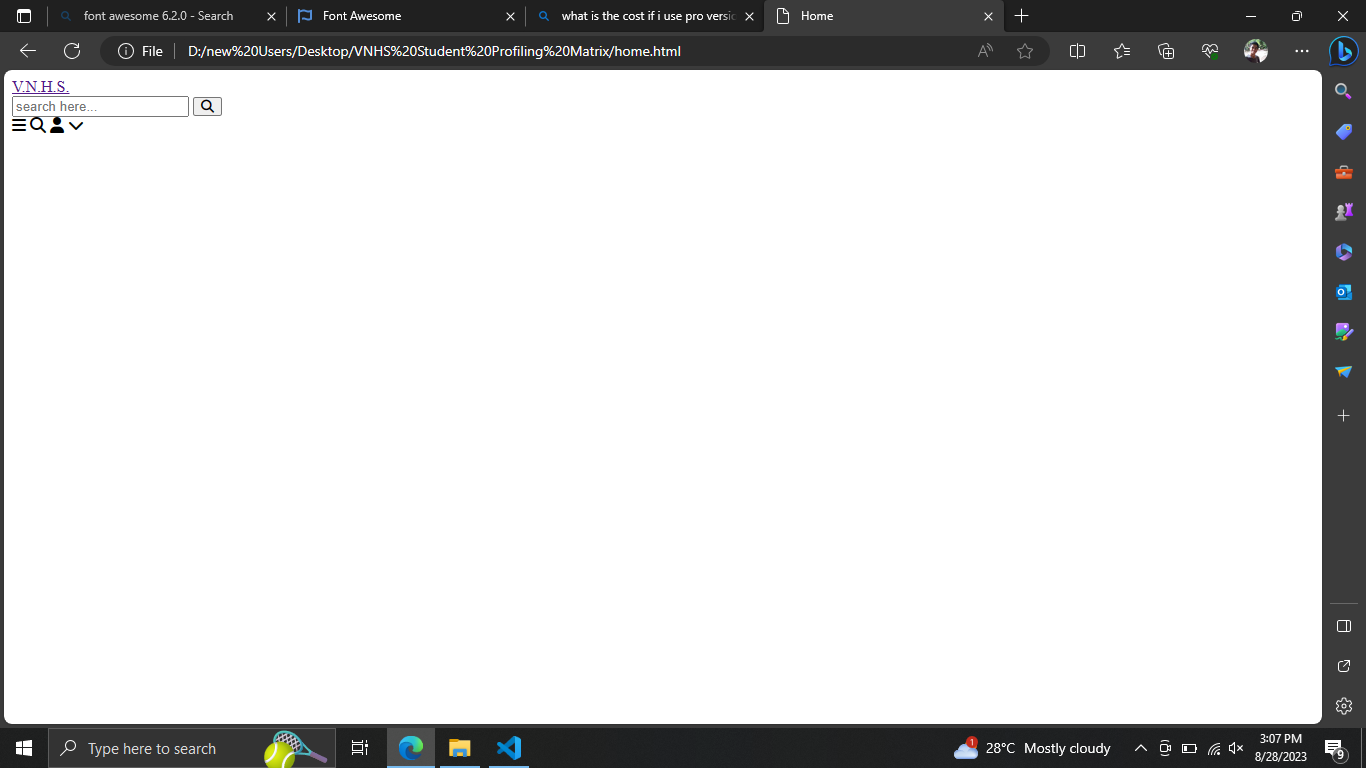 font awesome 6.2.0 - Search
Font Awesome
what is the cost if i use pro versic
Home
File
D:/new%20Users/Desktop/VNHS%20Student%20Profiling%20Matrix/home.html
V.N.H.S.
search here...
Type here to search
1
28°C Mostly cloudy
3:07 PM
8/28/2023
9